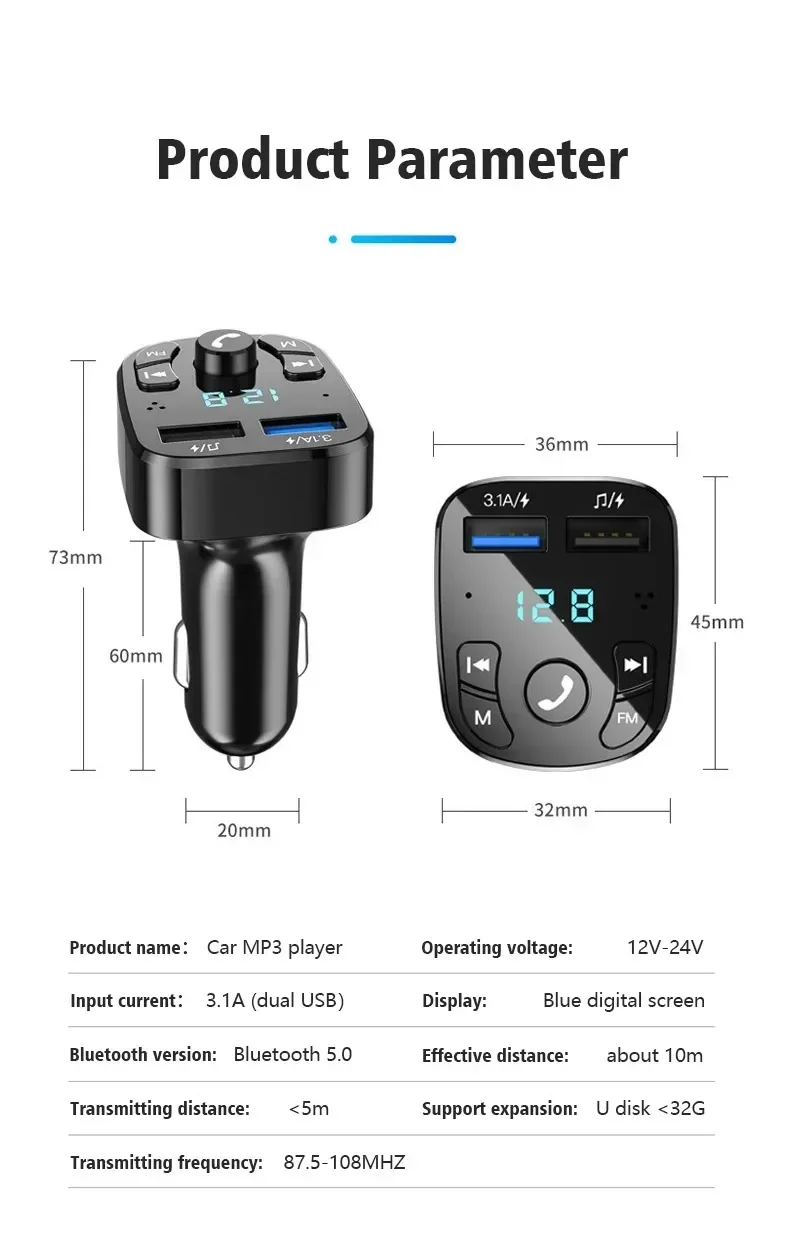 Product Parameter
FM
M
8.21
♫/⚡
3.1A/⚡
73mm
60mm
20mm
36mm
3.1A/⚡
♫/⚡
12.8
45mm
M
FM
32mm
Product name: Car MP3 player
Operating voltage: 12V-24V
Input current: 3.1A (dual USB)
Display: Blue digital screen
Bluetooth version: Bluetooth 5.0
Effective distance: about 10m
Transmitting distance: <5m
Support expansion: U disk <32G
Transmitting frequency: 87.5-108MHZ